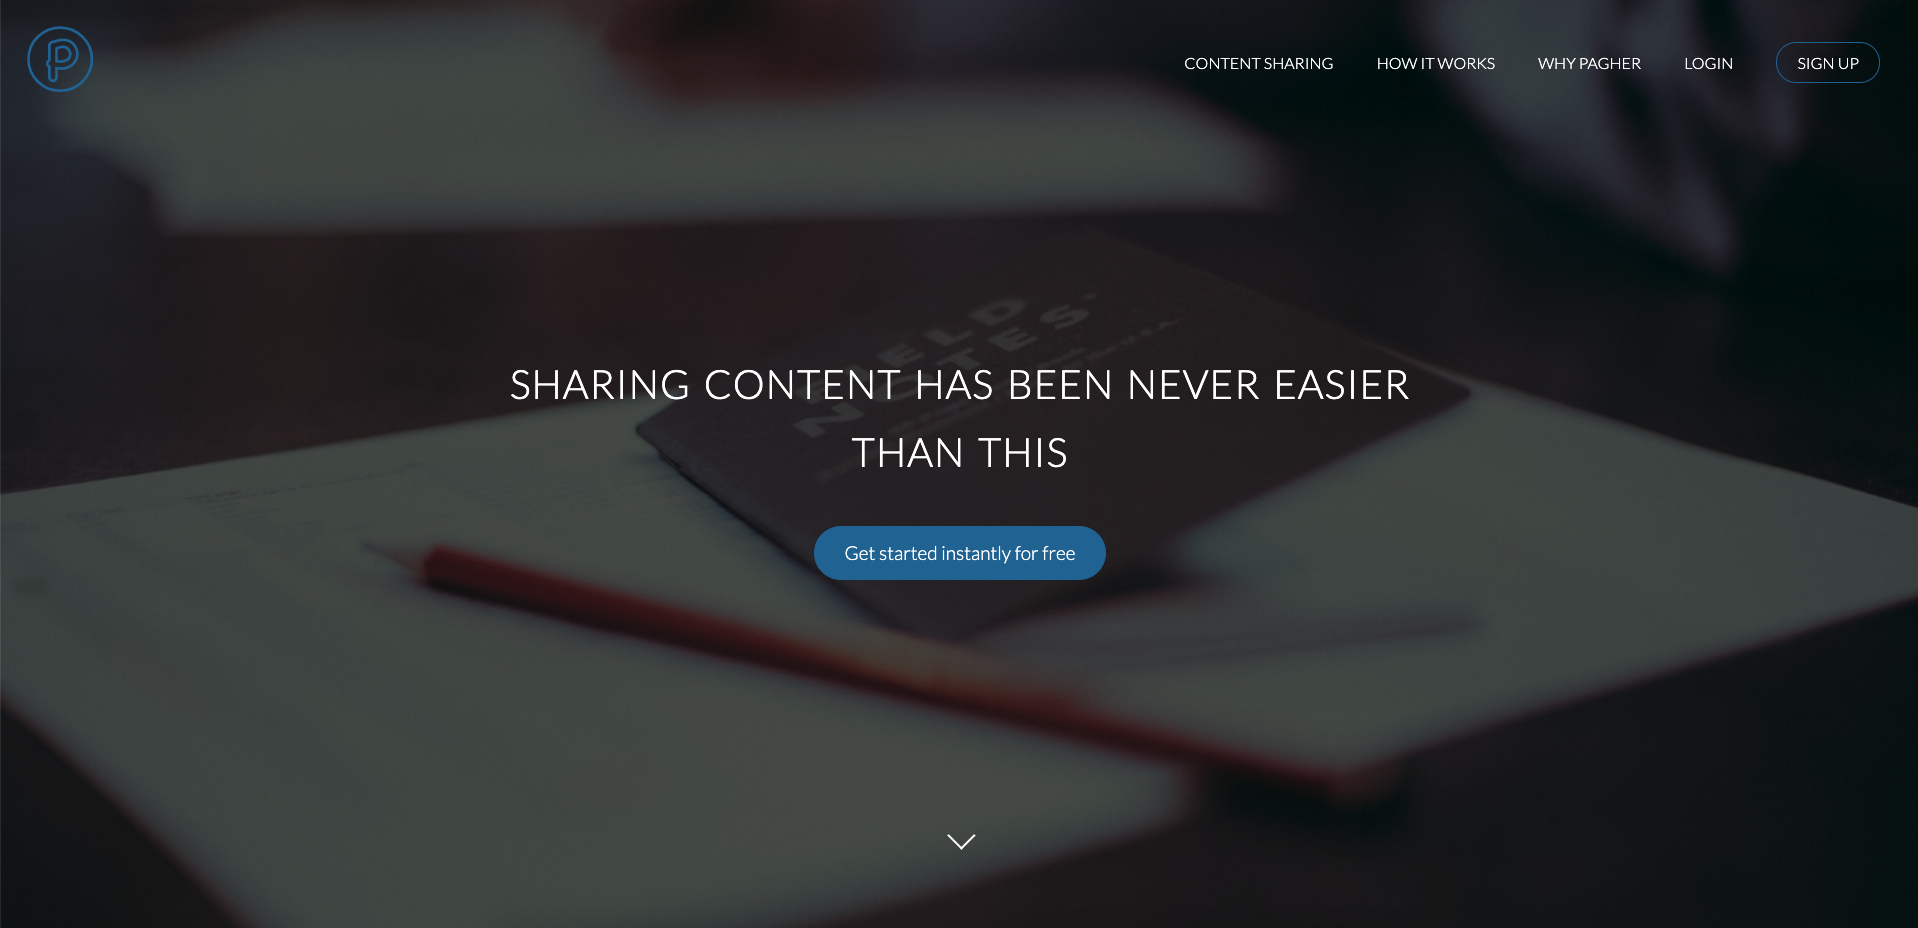 CONTENT SHARING
HOW IT WORKS
WHY PAGHER
LOGIN
SIGN UP
SHARING CONTENT HAS BEEN NEVER EASIER
THAN THIS
NOTES
Get started instantly for free